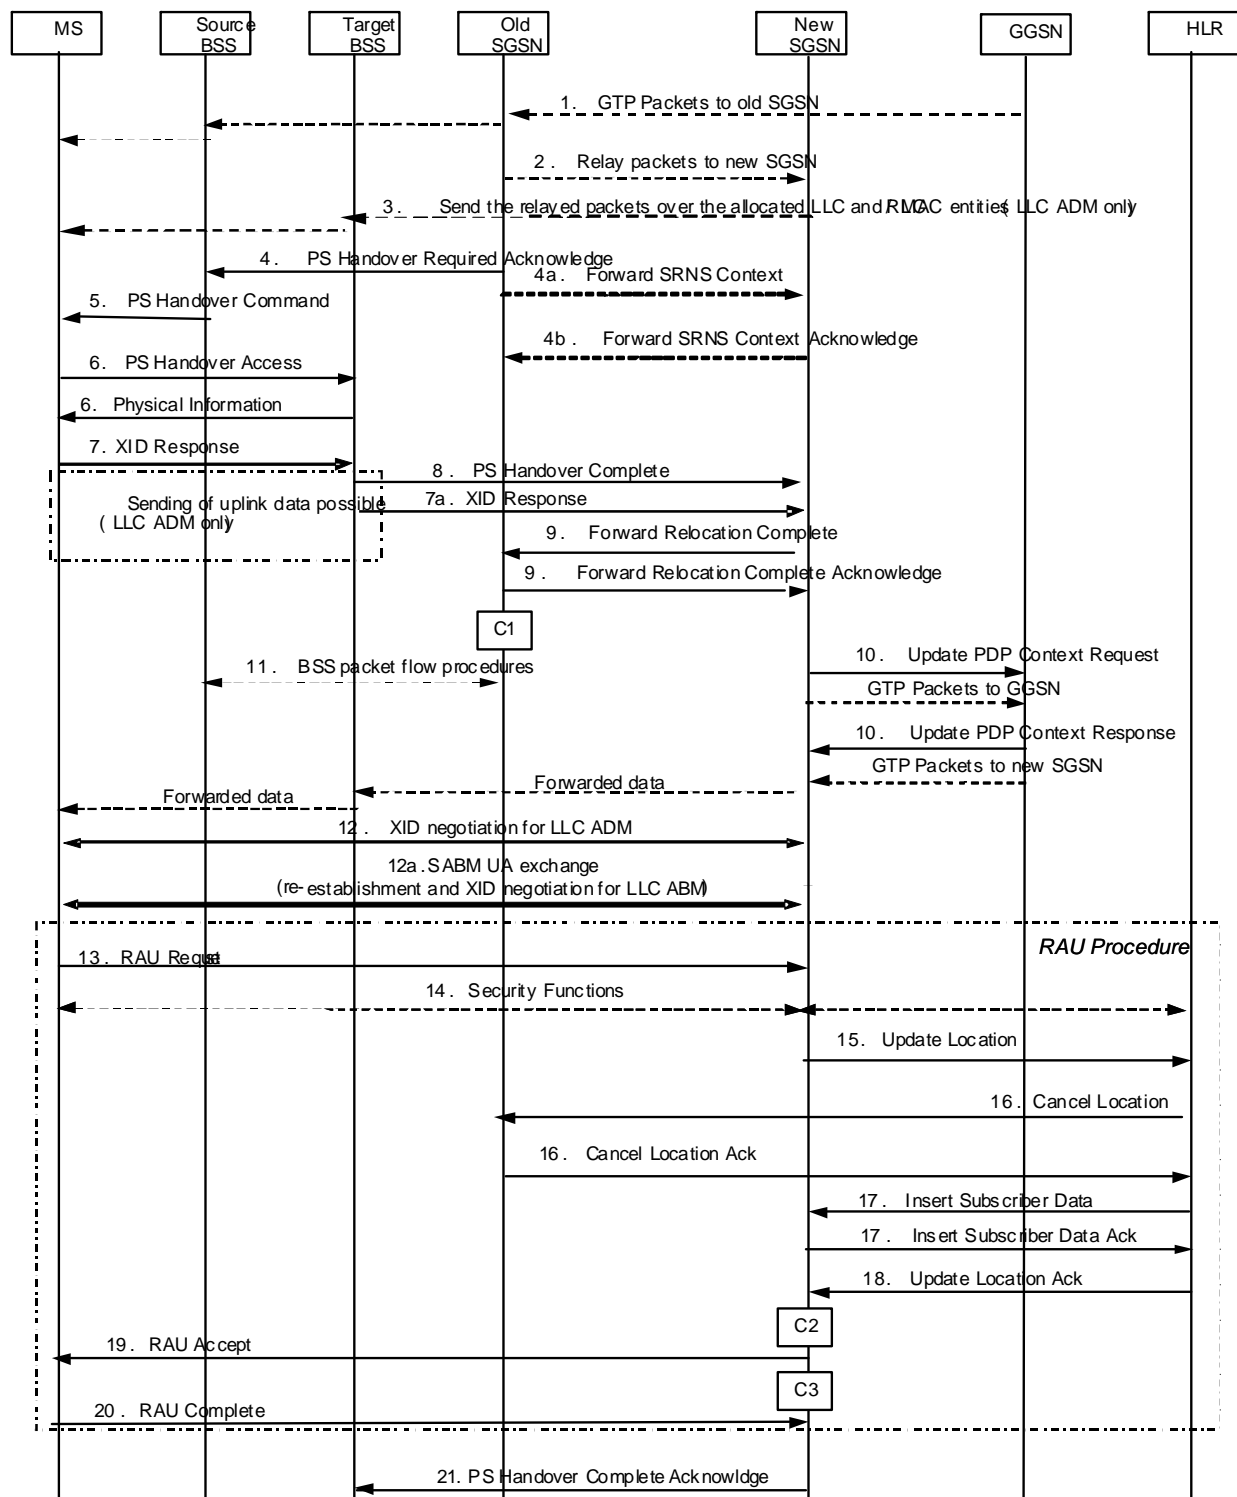 MS
Source
BSS
Target
BSS
Old
SGSN
New
SGSN
GGSN
HLR
1. GTP Packets to old SGSN
2. Relay packets to new SGSN
3. Send the relayed packets over the allocated LLC and RLC/MAC entities (LLC ADM only)
4. PS Handover Required Acknowledge
4a. Forward SRNS Context
5. PS Handover Command
4b. Forward SRNS Context Acknowledge
6. PS Handover Access
6. Physical Information
7. XID Response
8. PS Handover Complete
Sending of uplink data possible
(LLC ADM only)
7a. XID Response
9. Forward Relocation Complete
9. Forward Relocation Complete Acknowledge
C1
10. Update PDP Context Request
11. BSS packet flow procedures
GTP Packets to GGSN
10. Update PDP Context Response
GTP Packets to new SGSN
Forwarded data
Forwarded data
12. XID negotiation for LLC ADM
12a. SABM UA exchange
(re-establishment and XID negotiation for LLC ABM)
RAU Procedure
13. RAU Request
14. Security Functions
15. Update Location
16. Cancel Location
16. Cancel Location Ack
17. Insert Subscriber Data
17. Insert Subscriber Data Ack
18. Update Location Ack
C2
19. RAU Accept
C3
20. RAU Complete
21. PS Handover Complete Acknowldge